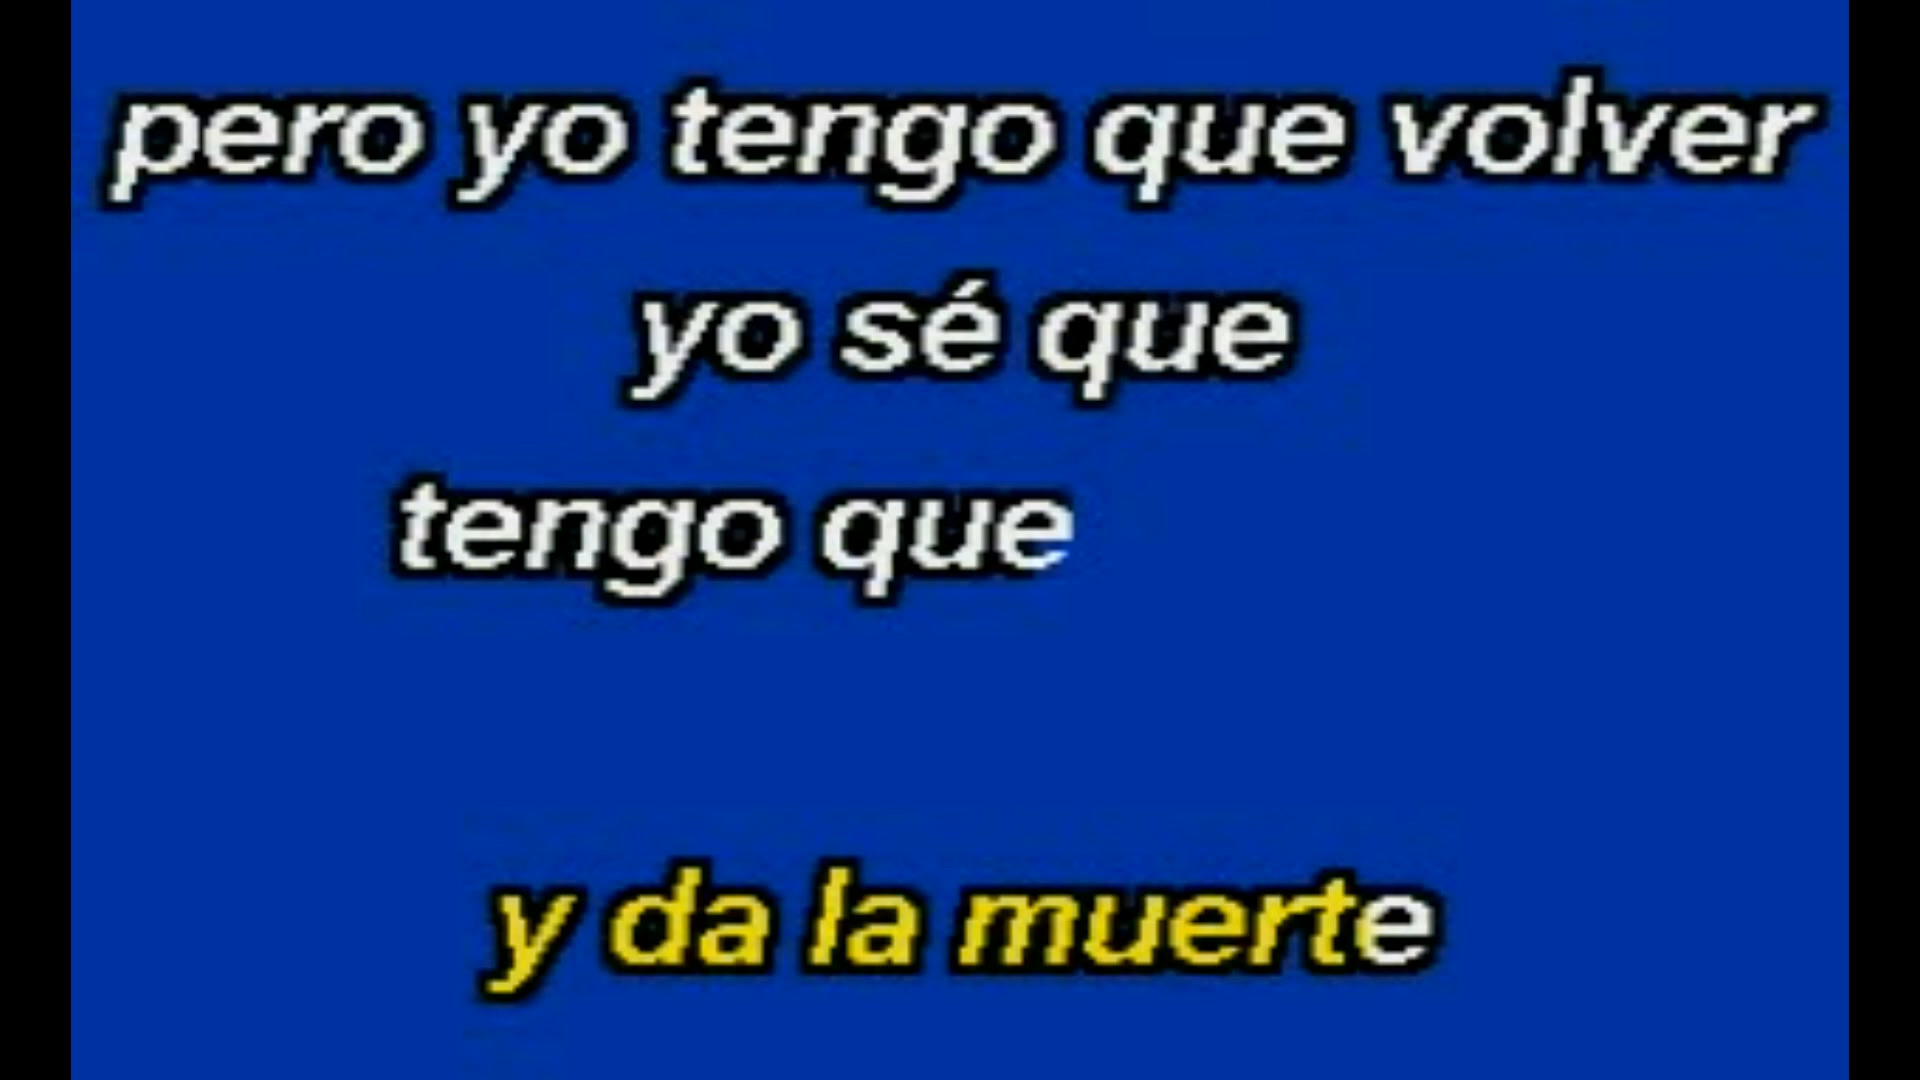 pero yo tengo que volver
yo sé que
tengo que
y da la muerte